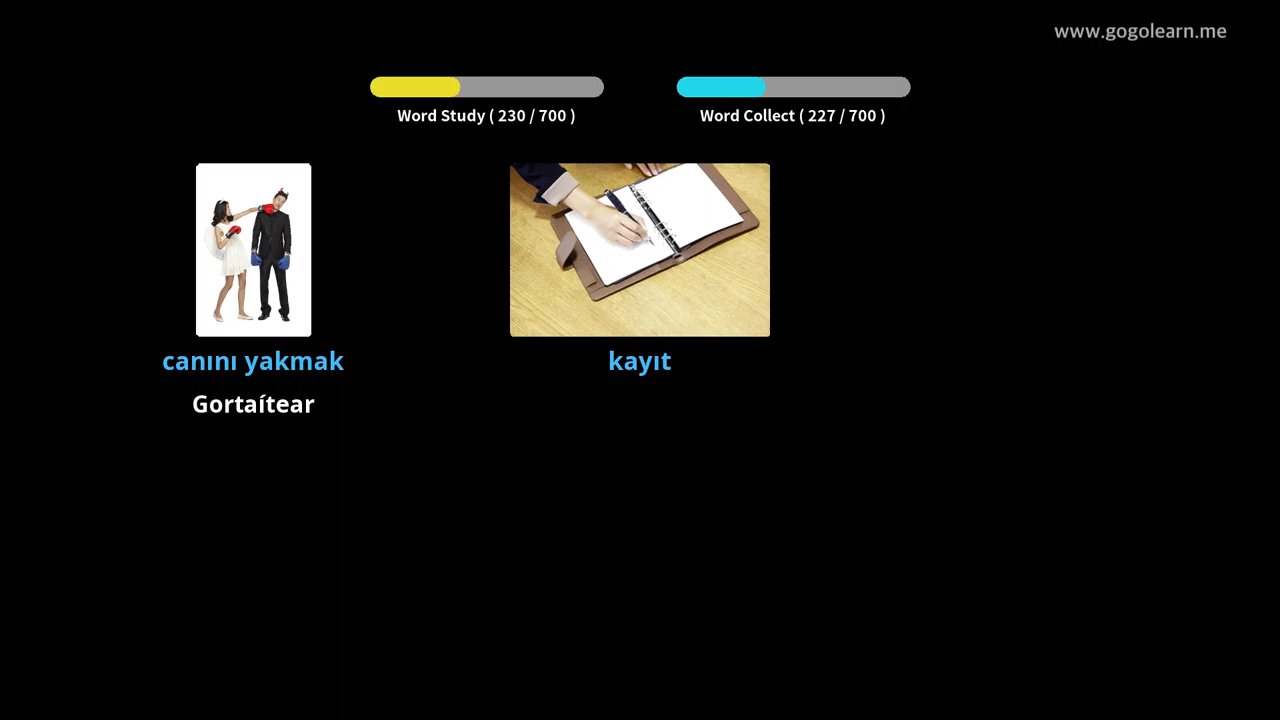 www.gogolearn.me
Word Study ( 230 / 700 )
Word Collect ( 227 / 700 )
canını yakmak
kayıt
Gortaítear